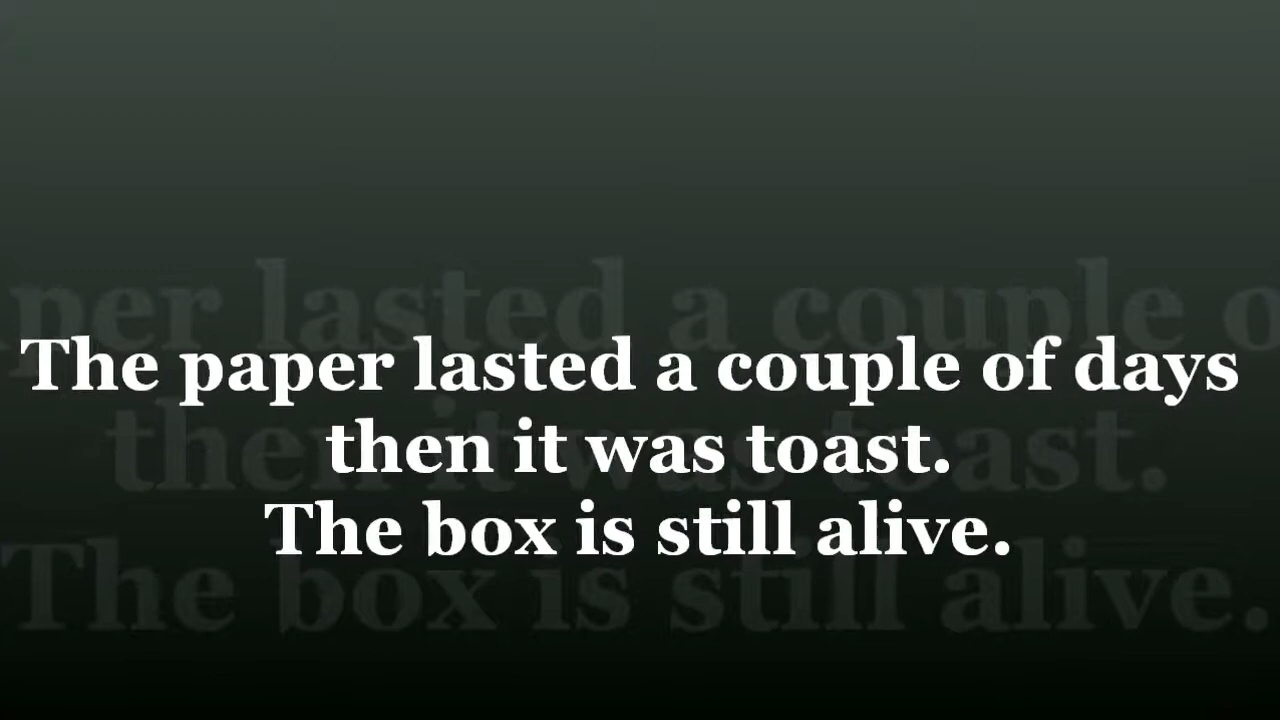 The paper lasted a couple of days
then it was toast.
The box is still alive.